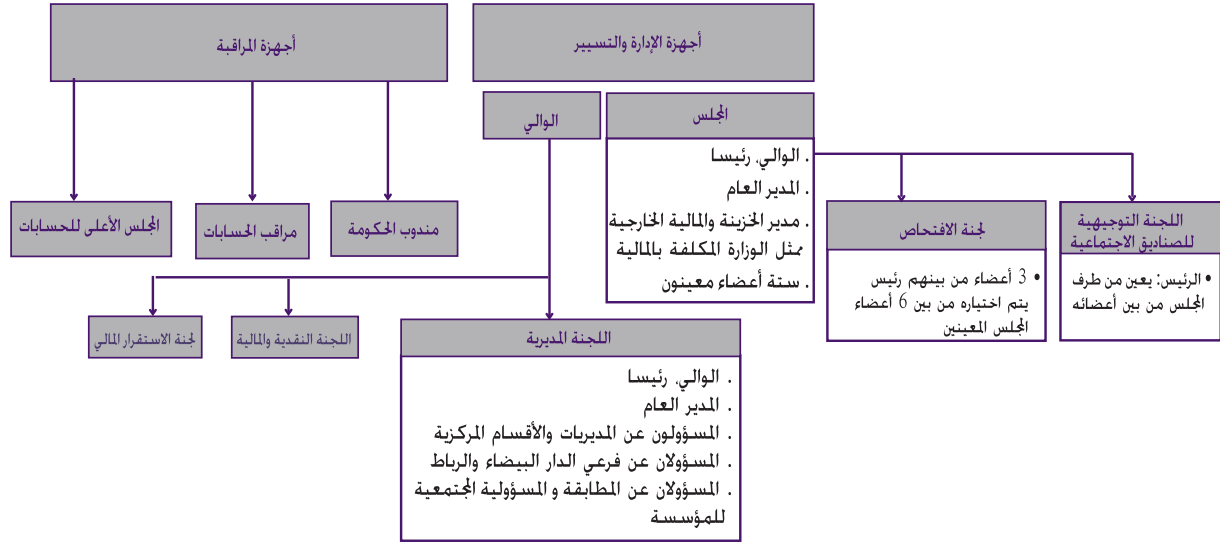 أجهزة الإدارة والتسيير
أجهزة المراقبة
المجلس
. الوالي، رئيسا
. المدير العام
. مدير الخزينة والمالية الخارجية
ممثل الوزارة المكلفة بالمالية
. ستة أعضاء معينون
الوالي
اللجنة التوجيهية
للصناديق الاجتماعية
• الرئيس: يعين من طرف
المجلس من بين أعضائه
لجنة الافتحاص
• 3 أعضاء من بينهم رئيس
يتم اختياره من بين 6 أعضاء
المجلس المعينين
مندوب الحكومة
مراقب الحسابات
المجلس الأعلى للحسابات
اللجنة المديرية
. الوالي، رئيسا
. المدير العام
. المسؤولون عن المديريات والأقسام المركزية
. المسؤولان عن فرعي الدار البيضاء والرباط
. المسؤولان عن المطابقة و المسؤولية المجتمعية
للمؤسسة
اللجنة النقدية والمالية
لجنة الاستقرار المالي